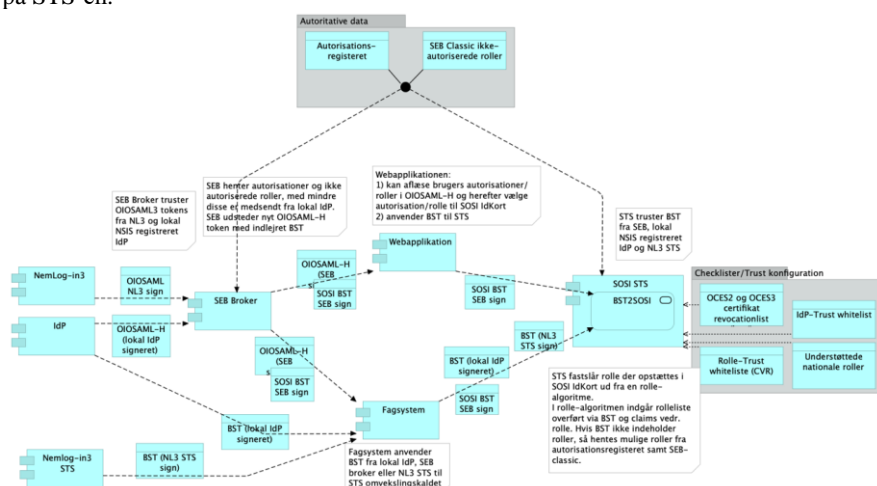 på STS'en.
Autoritative data
Autorisations-
registeret
SEB Classic ikke-
autoriserede roller
SEB Broker truster
OIOSAML3 tokens
fra NL3 og lokal
NSIS registreret
IdP
SEB henter autorisationer og ikke
autoriserede roller, med mindre
disse er medsendt fra lokal IdP.
SEB udsteder nyt OIOSAML-H
token med indlejret BST
Webapplikationen:
1) kan aflæse brugers autorisationer/
roller i OIOSAML-H og herefter vælge
autorisation/rolle til SOSI IdKort
2) anvender BST til STS
STS truster BST
fra SEB, lokal
NSIS registreret
IdP og NL3 STS
NemLog-in3
OIOSAML
NL3 sign
IdP
OIOSAML-H
(lokal IdP
signeret)
SEB Broker
OIOSAML-H
(SEB
SOSI BST
SEB sign
Webapplikation
SOSI BST
SEB sign
SOSI STS
BST2SOSI
Checklister/Trust konfiguration
OCES2 og OCES3
certifikat
revocationlist
IdP-Trust whitelist
Rolle-Trust
whiteliste (CVR)
Understøttede
nationale roller
OIOSAML-H
(SEB
SOSI BST
SEB sign
BST (NL3
STS sign)
BST (lokal IdP
signeret)
SOSI BST
SEB sign
BST (lokal IdP
signeret)
Fagsystem
STS fastslår rolle der opstættes i
SOSI IdKort ud fra en rolle-
algoritme.
I rolle-algoritmen indgår rolleliste
overført via BST og claims vedr.
rolle. Hvis BST ikke indeholder
roller, så hentes mulige roller fra
autorisationsregisteret samt SEB-
classic.
Nemlog-in3
STS
BST (NL3 STS
sign)
Fagsystem anvender
BST fra lokal IdP, SEB
broker eller NL3 STS til
STS omvekslingskaldet